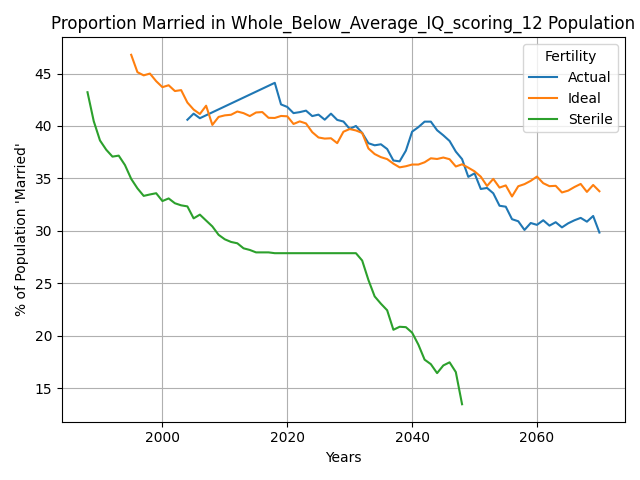 Proportion Married in Whole_Below_Average_IQ_scoring_12 Population
% of Population 'Married'
45
40
35
30
25
20
15
2000
2020
2040
2060
Years
Fertility
Actual
Ideal
Sterile